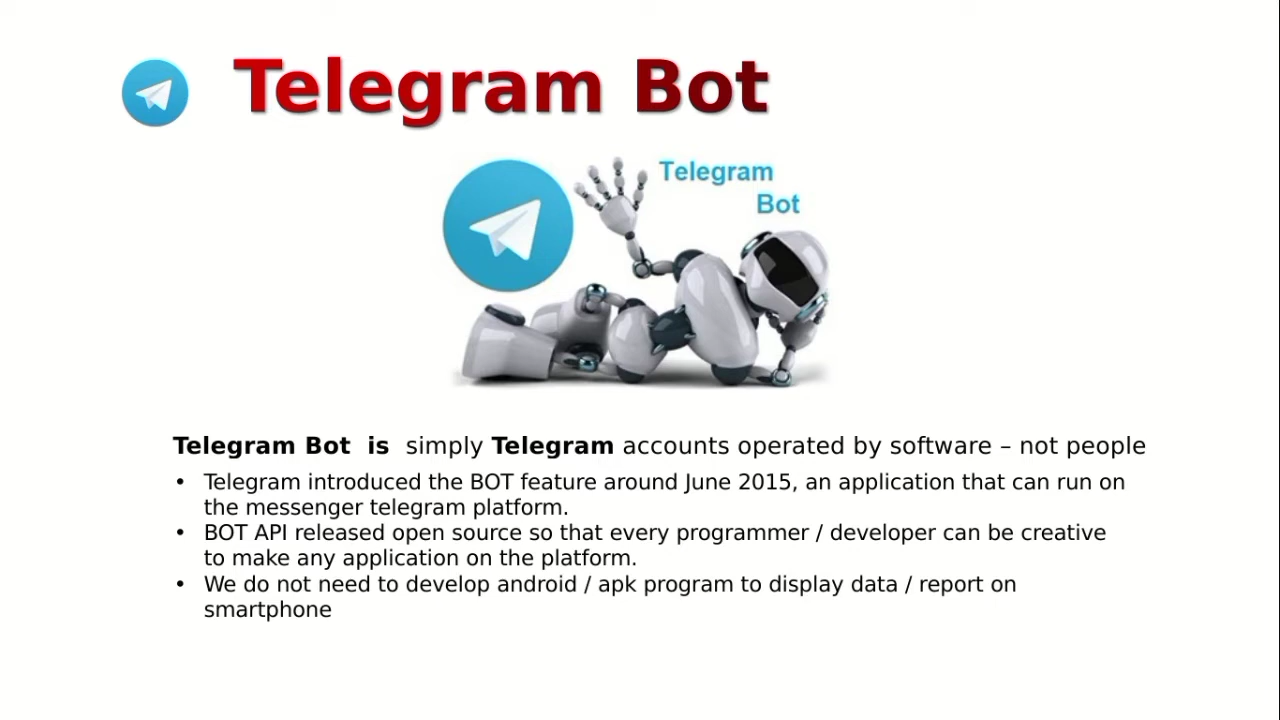 Telegram Bot
Telegram
Bot
Telegram Bot  is  simply Telegram accounts operated by software – not people
• Telegram introduced the BOT feature around June 2015, an application that can run on
the messenger telegram platform.
• BOT API released open source so that every programmer / developer can be creative
to make any application on the platform.
• We do not need to develop android / apk program to display data / report on
smartphone